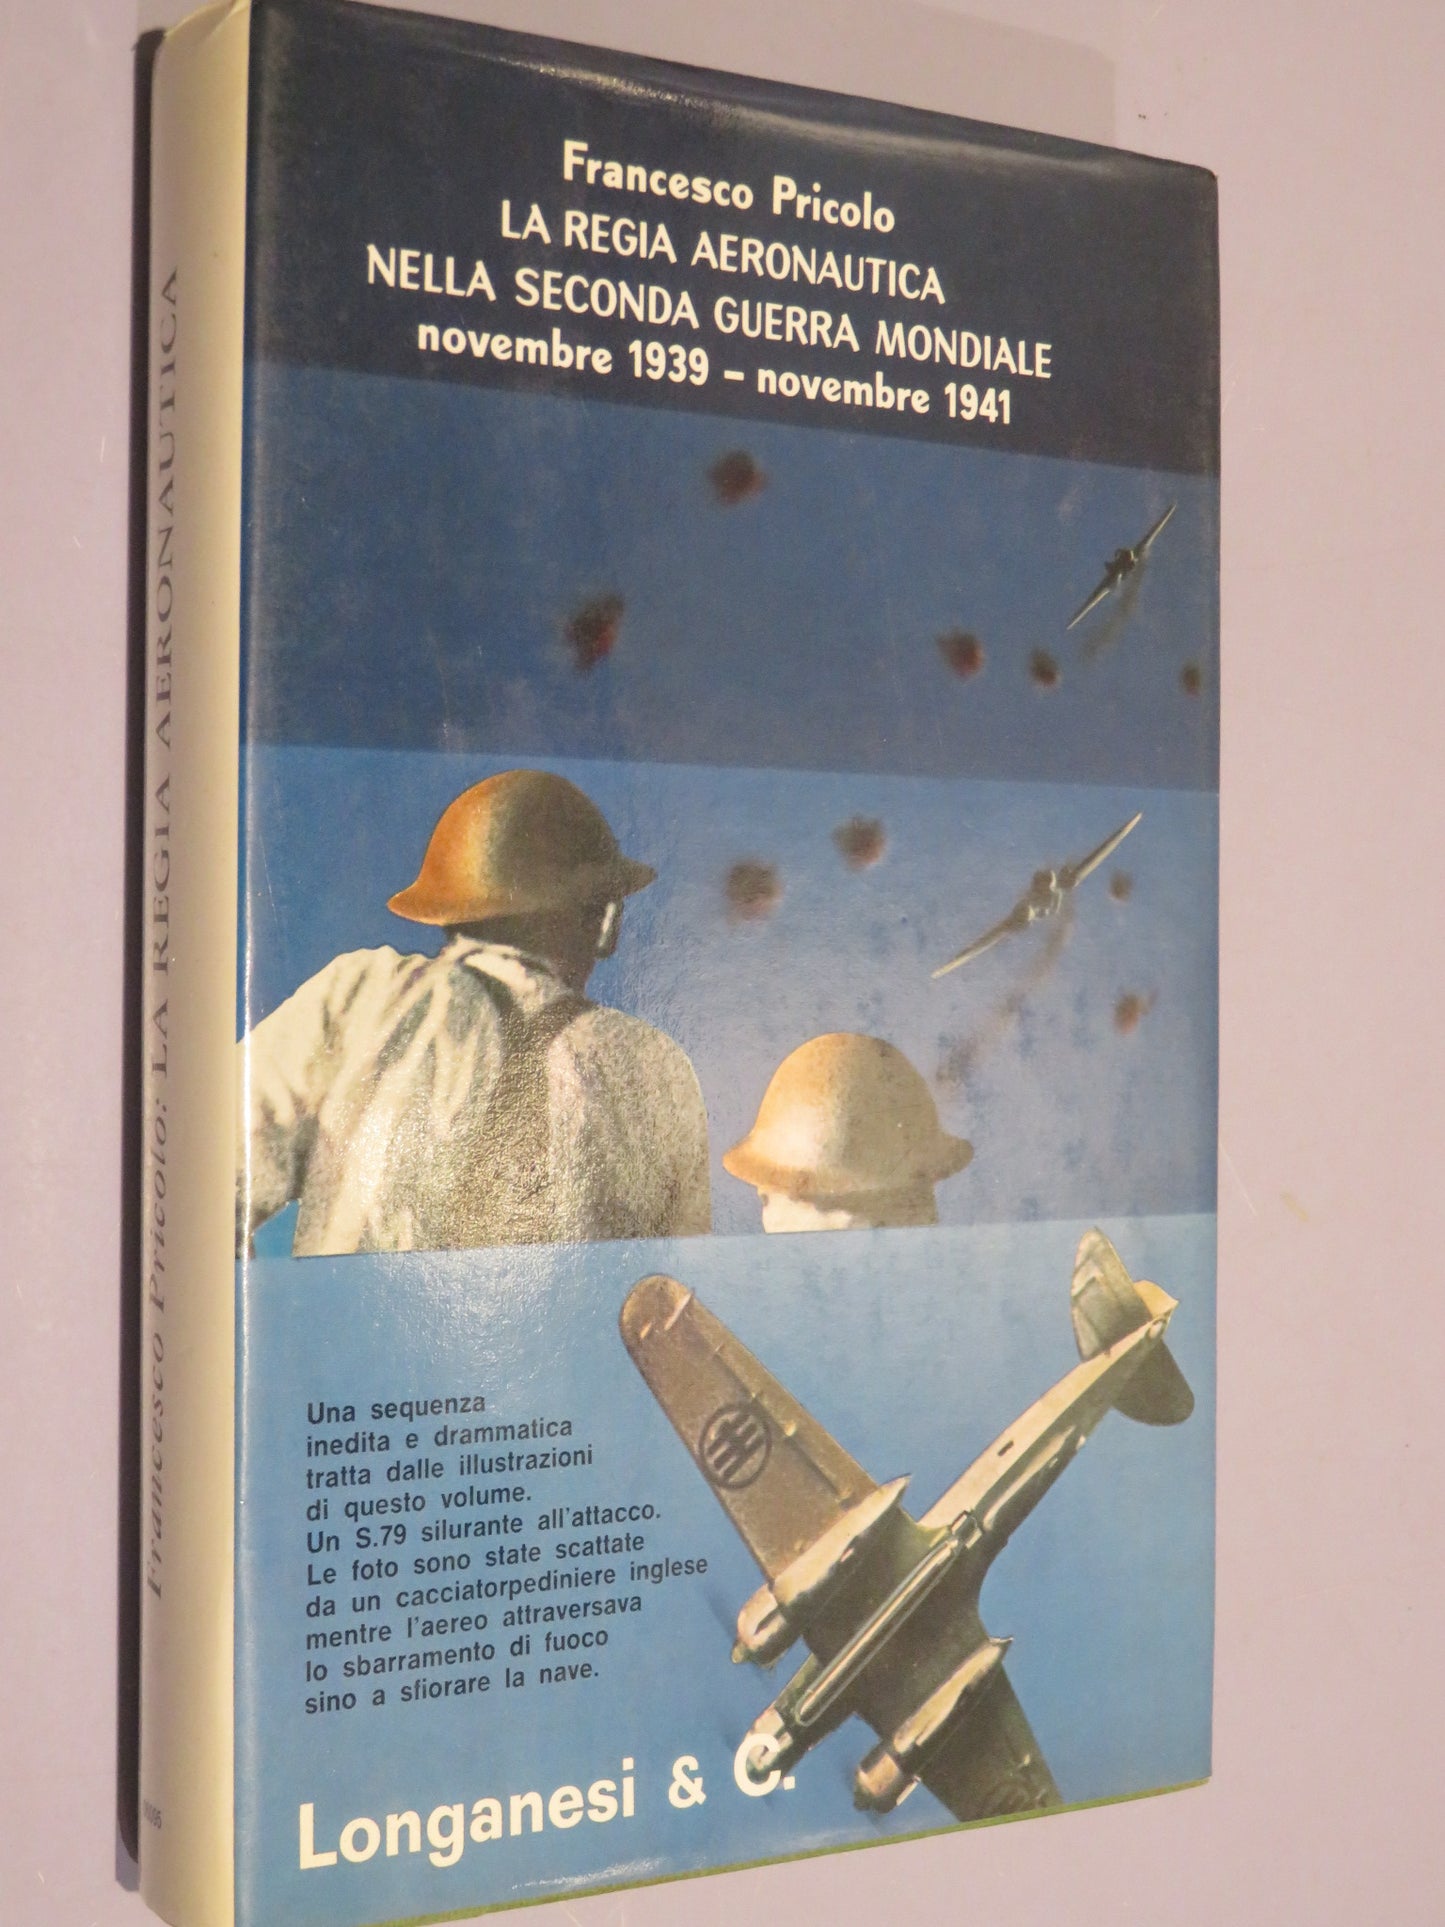 Francesco Pricolo
LA REGIA AERONAUTICA
NELLA SECONDA GUERRA MONDIALE
novembre 1939 – novembre 1941
Una sequenza
inedita e drammatica
tratta dalle illustrazioni
di questo volume.
Un S.79 silurante all'attacco.
Le foto sono state scattate
da un cacciatorpediniere inglese
mentre l'aereo attraversava
lo sbarramento di fuoco
sino a sfiorare la nave.
Longanesi & C.
Francesco Pricolo: LA REGIA AERONAUTICA